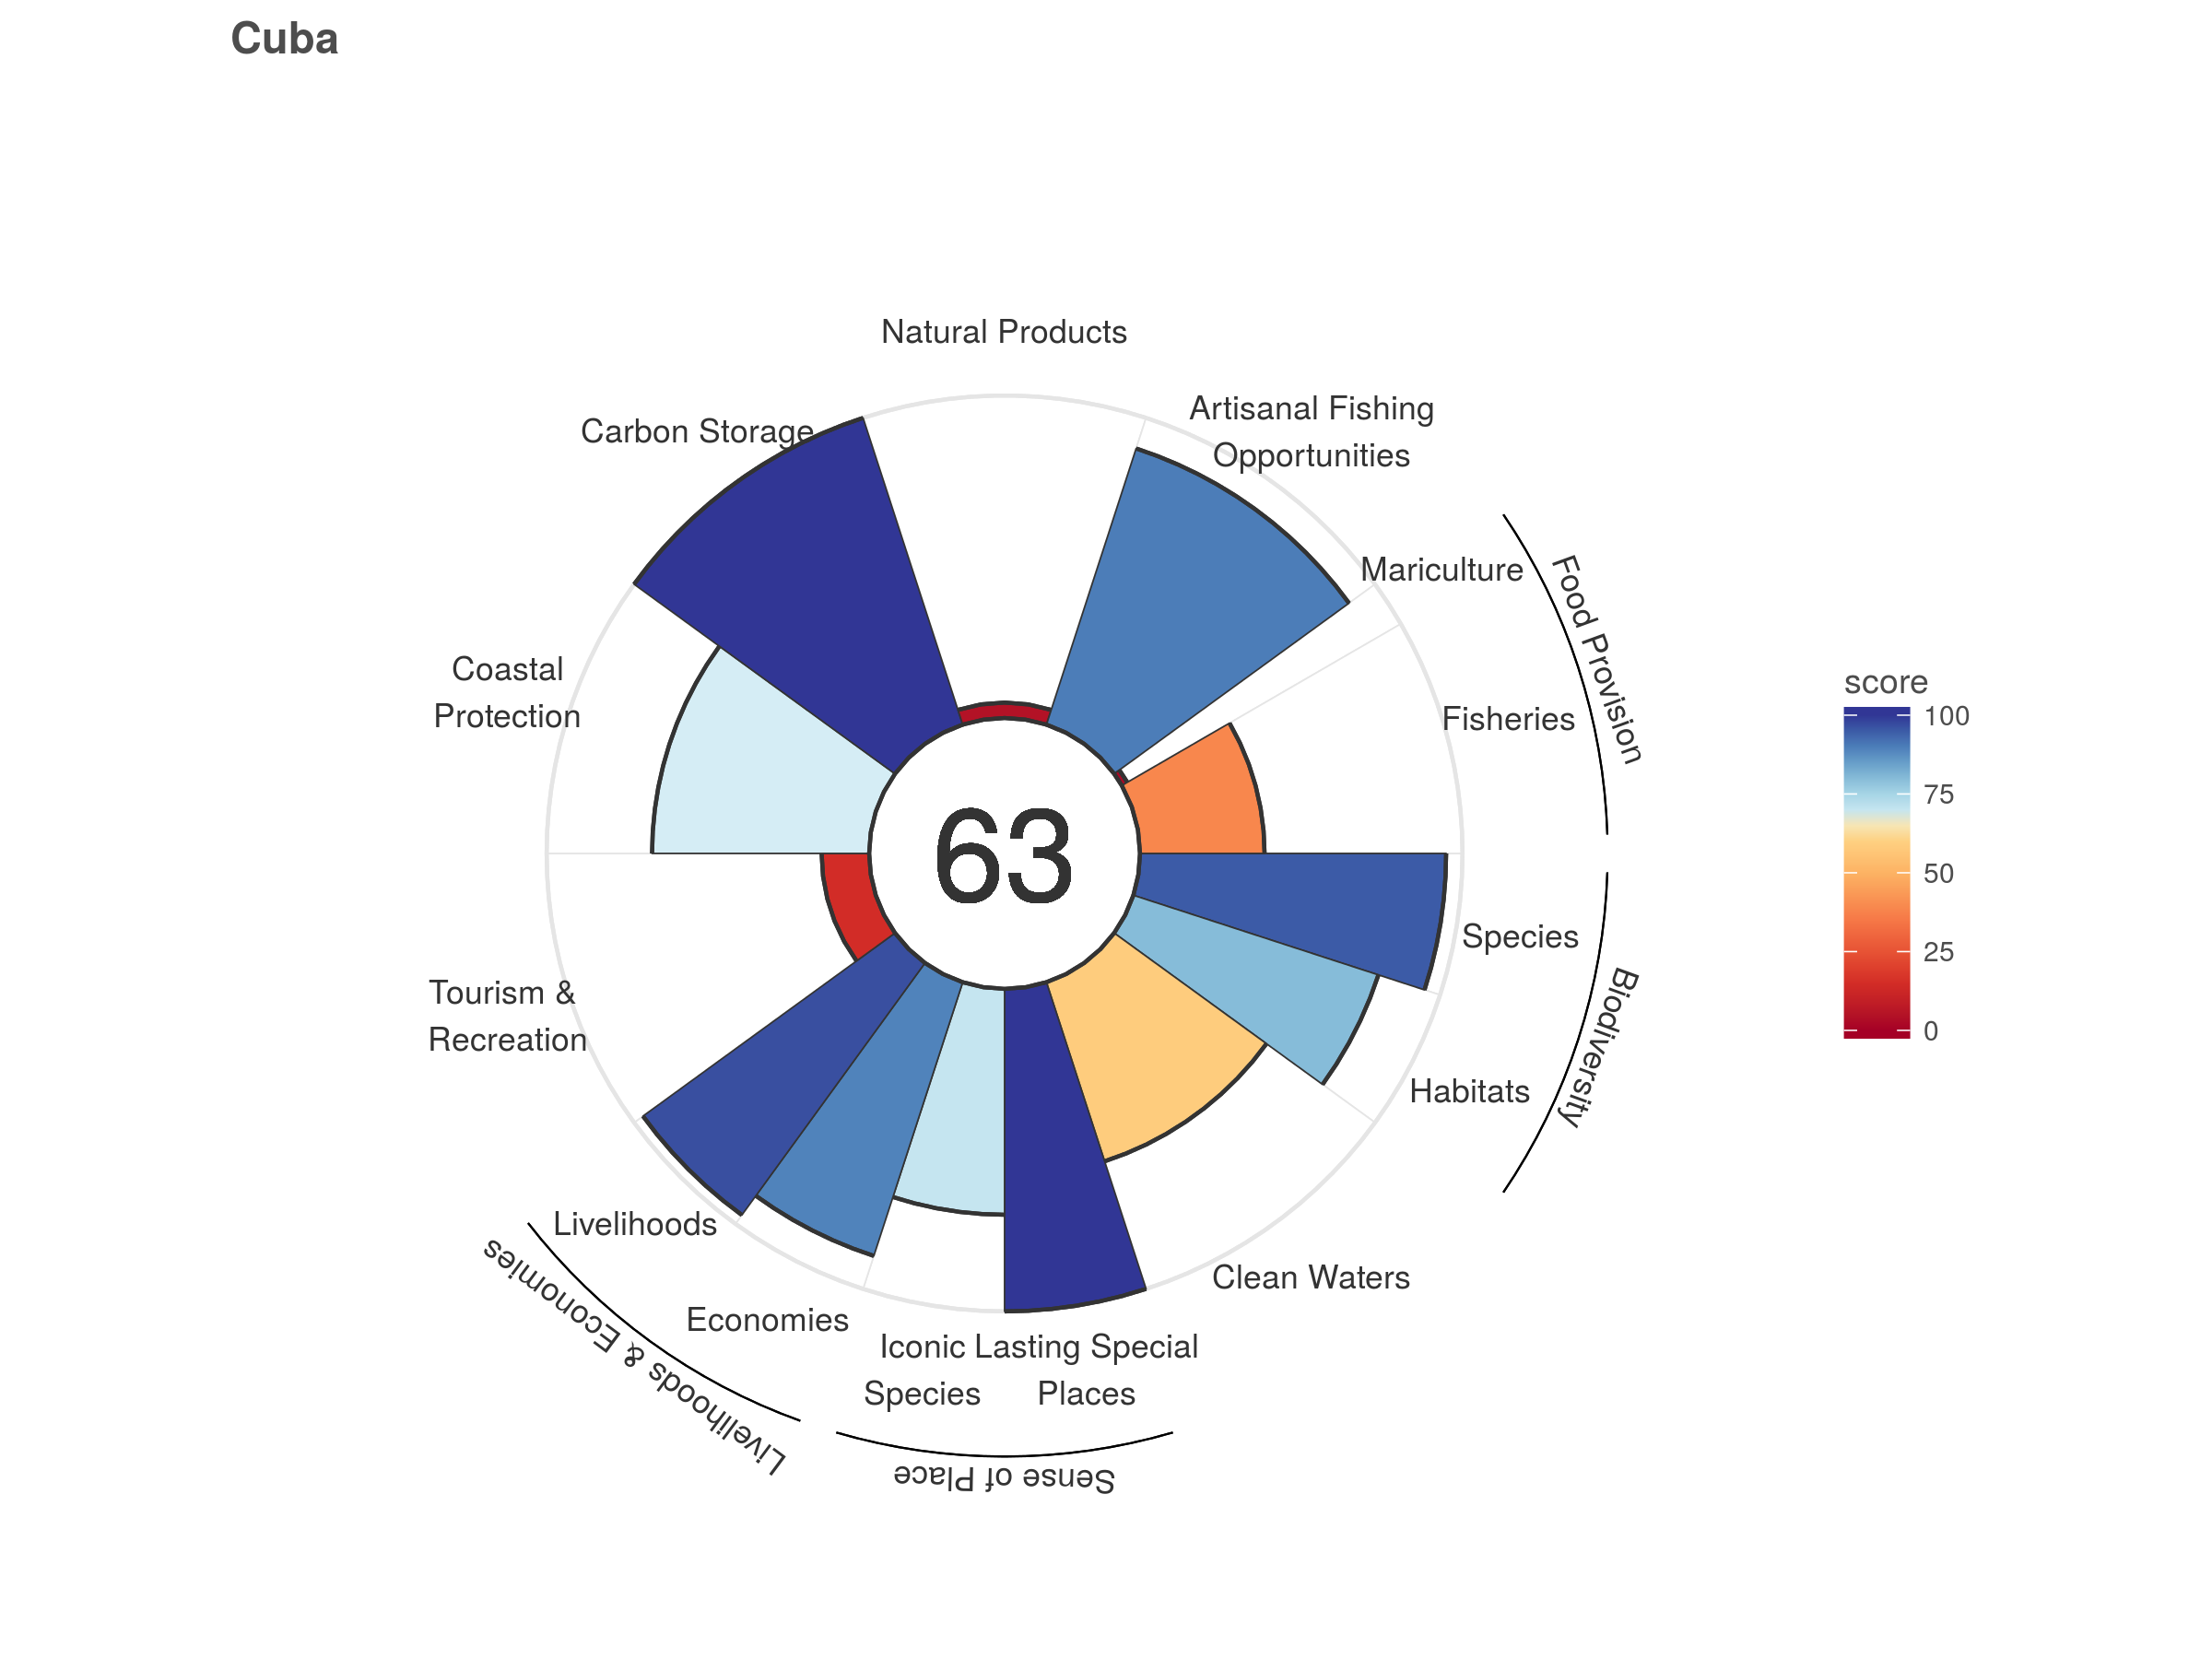 Cuba
Natural Products
Artisanal Fishing
Opportunities
Carbon Storage
Mariculture
Food Provision
Fisheries
Coastal
Protection
63
score
100
75
50
25
0
Species
Biodiversity
Habitats
Tourism &
Recreation
Livelihoods
Clean Waters
Economies
Livelihoods & Economies
Iconic
Species
Lasting Special
Places
Sense of Place